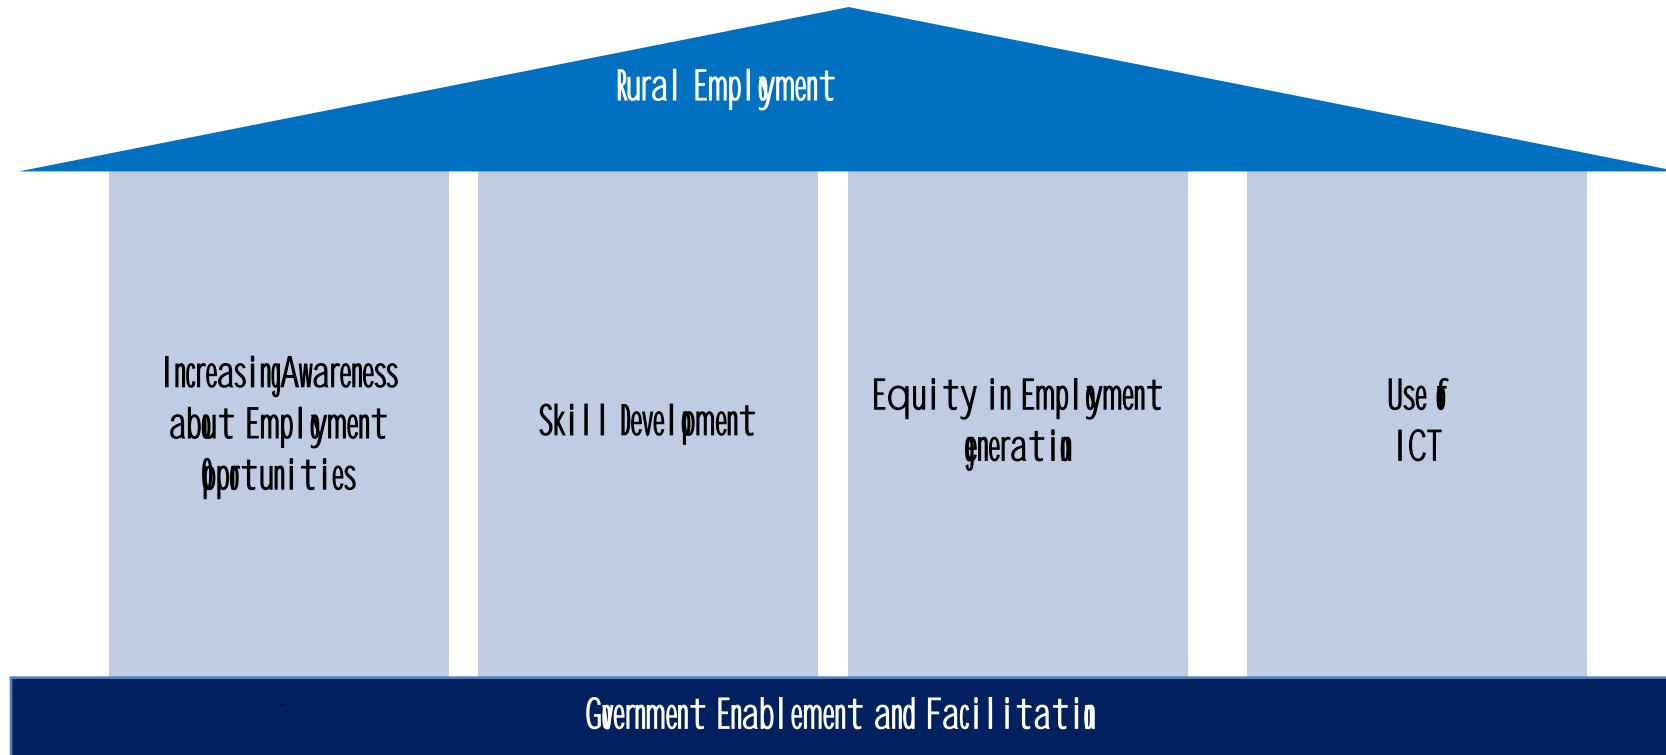 Rural Employment
Increasing Awareness
about Employment
Opportunities
Skill Development
Equity in Employment
generation
Use of
ICT
Government Enablement and Facilitation